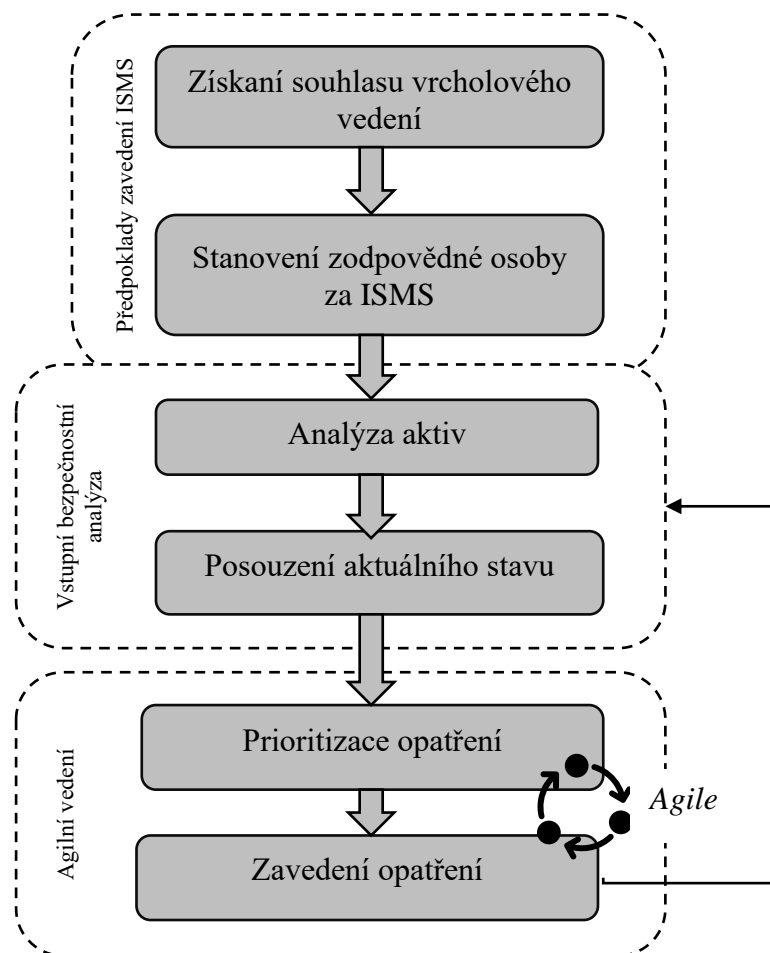 Předpoklady zavedení ISMS
Získaní souhlasu vrcholového
vedení
Stanovení zodpovědné osoby
za ISMS
Vstupní bezpečnostní
analýza
Analýza aktiv
Posouzení aktuálního stavu
Agilní vedení
Prioritizace opatření
Agile
Zavedení opatření